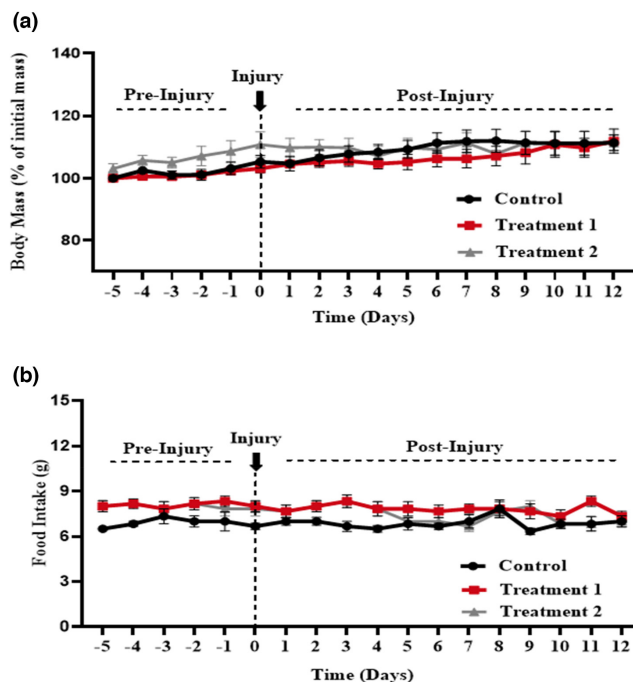 (a)
Body Mass (% of initial mass)
140
120
100
80
Injury
Pre-Injury
Post-Injury
Control
Treatment 1
Treatment 2
-5 -4 -3 -2 -1 0 1 2 3 4 5 6 7 8 9 10 11 12
Time (Days)
(b)
Food Intake (g)
15
12
9
6
3
0
Injury
Pre-Injury
Post-Injury
Control
Treatment 1
Treatment 2
-5 -4 -3 -2 -1 0 1 2 3 4 5 6 7 8 9 10 11 12
Time (Days)